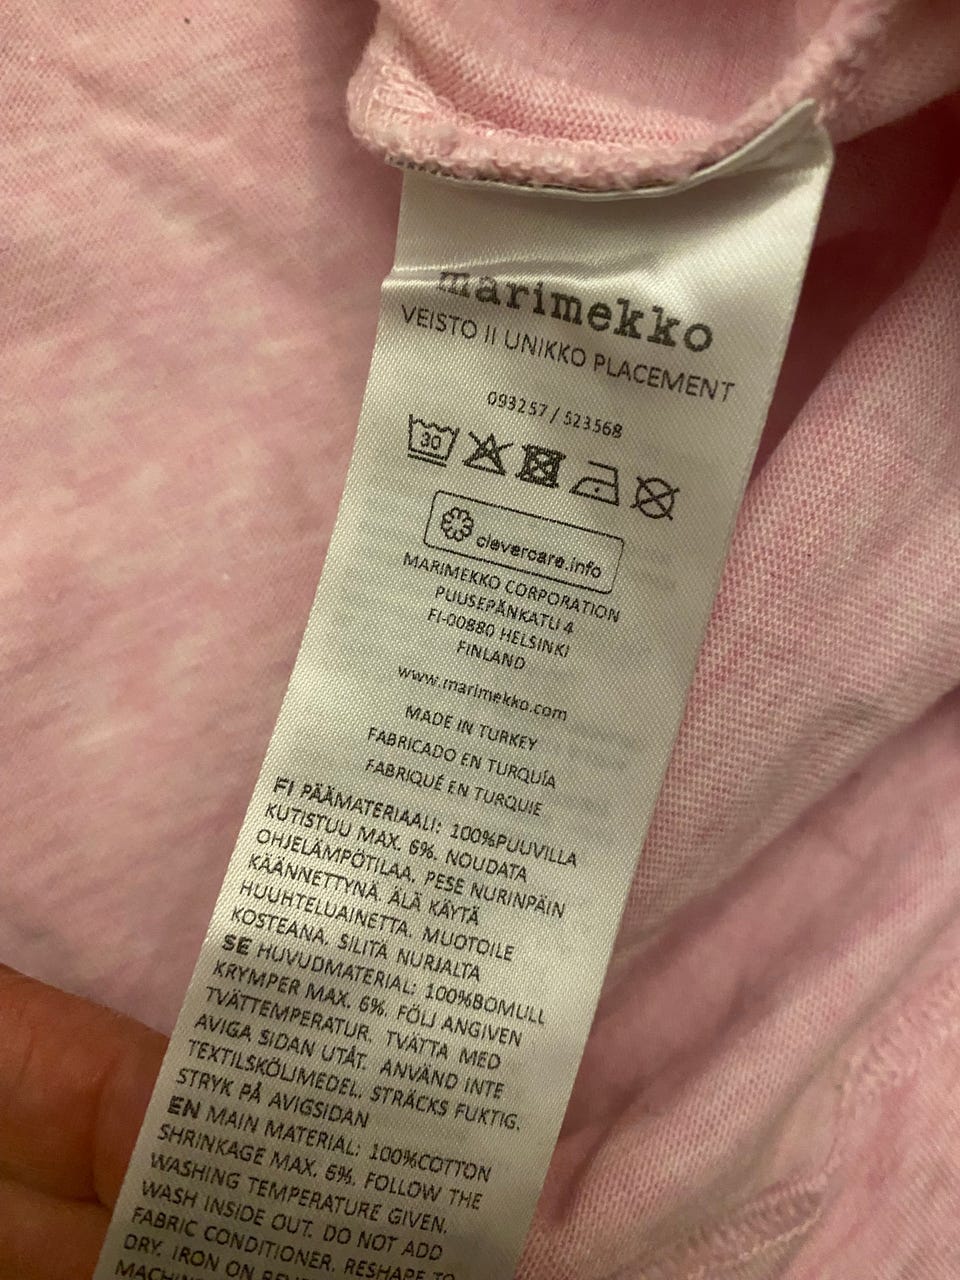 marimekko
VEISTO II UNIKKO PLACEMENT
093257 / 523568
30
clevercare.info
MARIMEKKO CORPORATION
PUUSEPÄNKATU 4
FI-00880 HELSINKI
FINLAND
www.marimekko.com
MADE IN TURKEY
FABRICADO EN TURQUÍA
FABRIQUÉ EN TURQUIE
FI PÄÄMATERIAALI: 100%PUUVILLA
KUTISTUU MAX. 6%. NOUDATA
OHJELÄMPÖTILAA, PESE NURINPÄIN
KÄÄNNETTYNÄ. ÄLÄ KÄYTÄ
HUUHTELUAINETTA. MUOTOILE
KOSTEANA. SILITÄ NURJALTA
SE HUVUDMATERIAL: 100%BOMULL
KRYMPER MAX. 6%. FÖLJ ANGIVEN
TVÄTTEMPERATUR. TVÄTTA MED
AVIGA SIDAN UTÅT. ANVÄND INTE
TEXTILSKÖLJMEDEL. STRÄCKS FUKTIG.
STRYK PÅ AVIGSIDAN
EN MAIN MATERIAL: 100%COTTON
SHRINKAGE MAX. 6%. FOLLOW THE
WASHING TEMPERATURE GIVEN.
WASH INSIDE OUT. DO NOT ADD
FABRIC CONDITIONER. RESHAPE TO
DRY. IRON ON